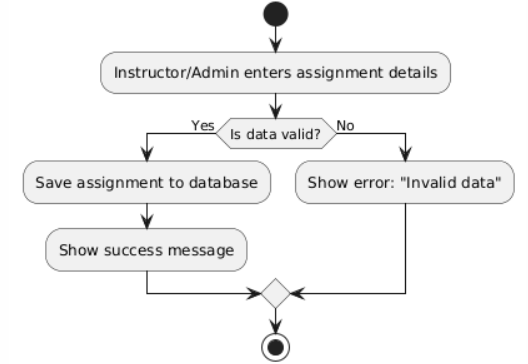 Instructor/Admin enters assignment details
Yes
Is data valid?
No
Save assignment to database
Show error: "Invalid data"
Show success message